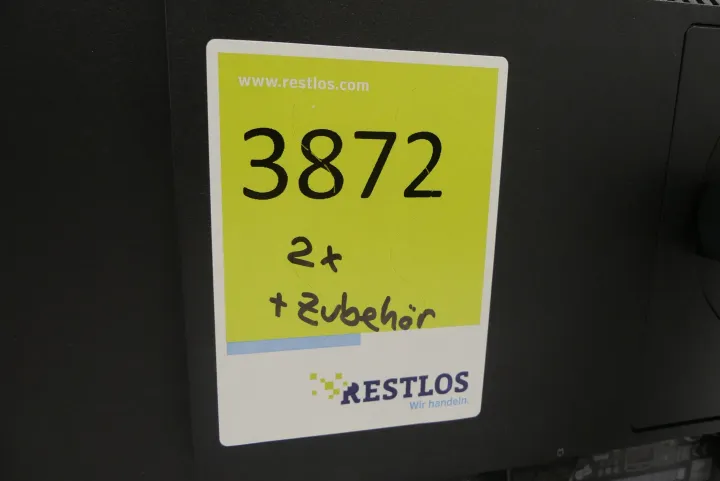 www.restlos.com
3872
2x
+ Zubehör
RESTLOS
Wir handeln.